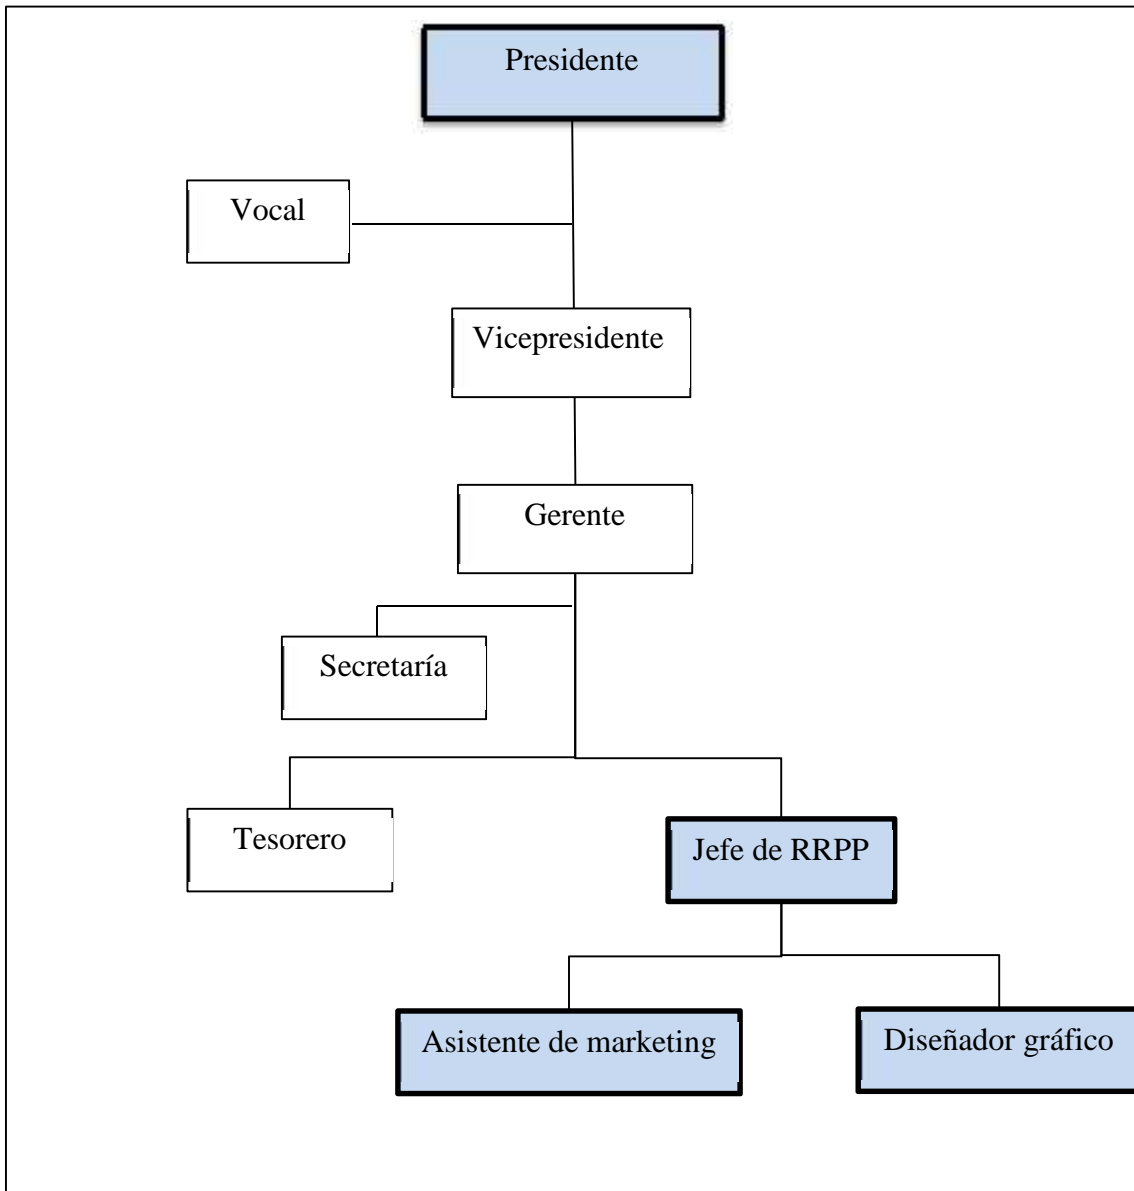 Presidente
Vocal
Vicepresidente
Gerente
Secretaría
Tesorero
Jefe de RRPP
Asistente de marketing
Diseñador gráfico